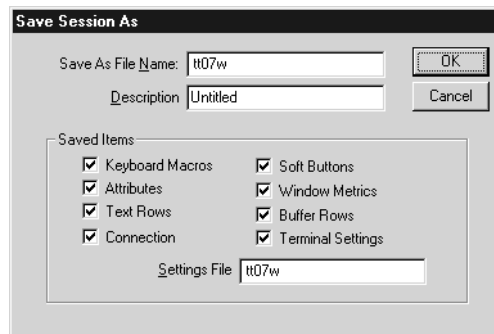 Save Session As
Save As File Name: tt07w
OK
Description Untitled
Cancel
Saved Items
Keyboard Macros Soft Buttons
Attributes Window Metrics
Text Rows Buffer Rows
Connection Terminal Settings
Settings File tt07w